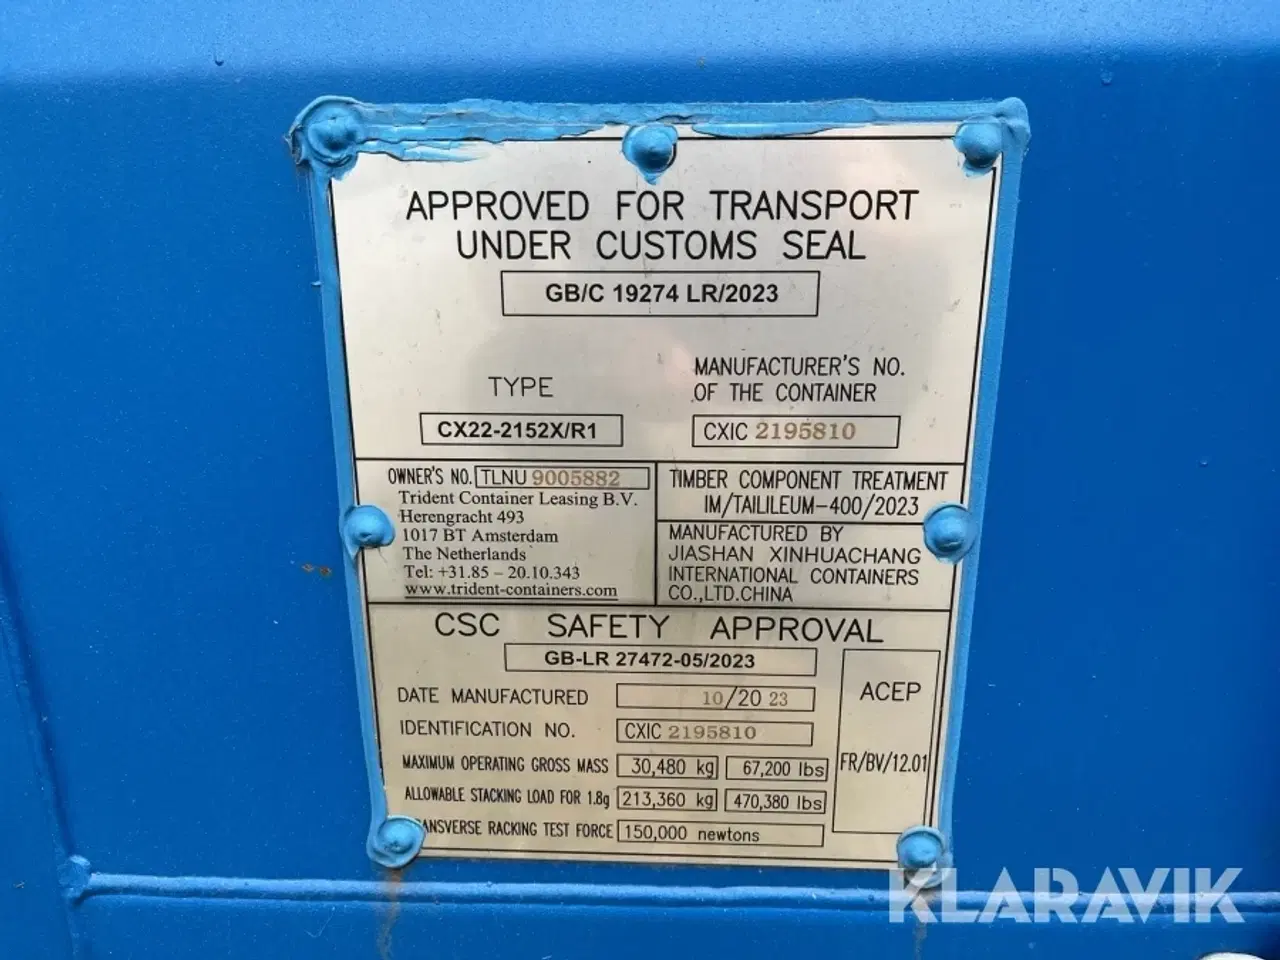 APPROVED FOR TRANSPORT
UNDER CUSTOMS SEAL
GB/C 19274 LR/2023
TYPE
CX22-2152X/R1
MANUFACTURER'S NO.
OF THE CONTAINER
CXIC 2195810
OWNER'S NO. TLNU 9005882
Trident Container Leasing B.V.
Herengracht 493
1017 BT Amsterdam
The Netherlands
Tel: +31.85 – 20.10.343
www.trident-containers.com
TIMBER COMPONENT TREATMENT
IM/TAILILEUM-400/2023
MANUFACTURED BY
JIASHAN XINHUACHANG
INTERNATIONAL CONTAINERS
CO.,LTD.CHINA
CSC SAFETY APPROVAL
GB-LR 27472-05/2023
DATE MANUFACTURED 10/20 23
IDENTIFICATION NO. CXIC 2195810
MAXIMUM OPERATING GROSS MASS 30,480 kg 67,200 lbs
ALLOWABLE STACKING LOAD FOR 1.8g 213,360 kg 470,380 lbs
RACKING TEST FORCE 150,000 newtons
ACEP
FR/BV/12.01
KLARAVIK